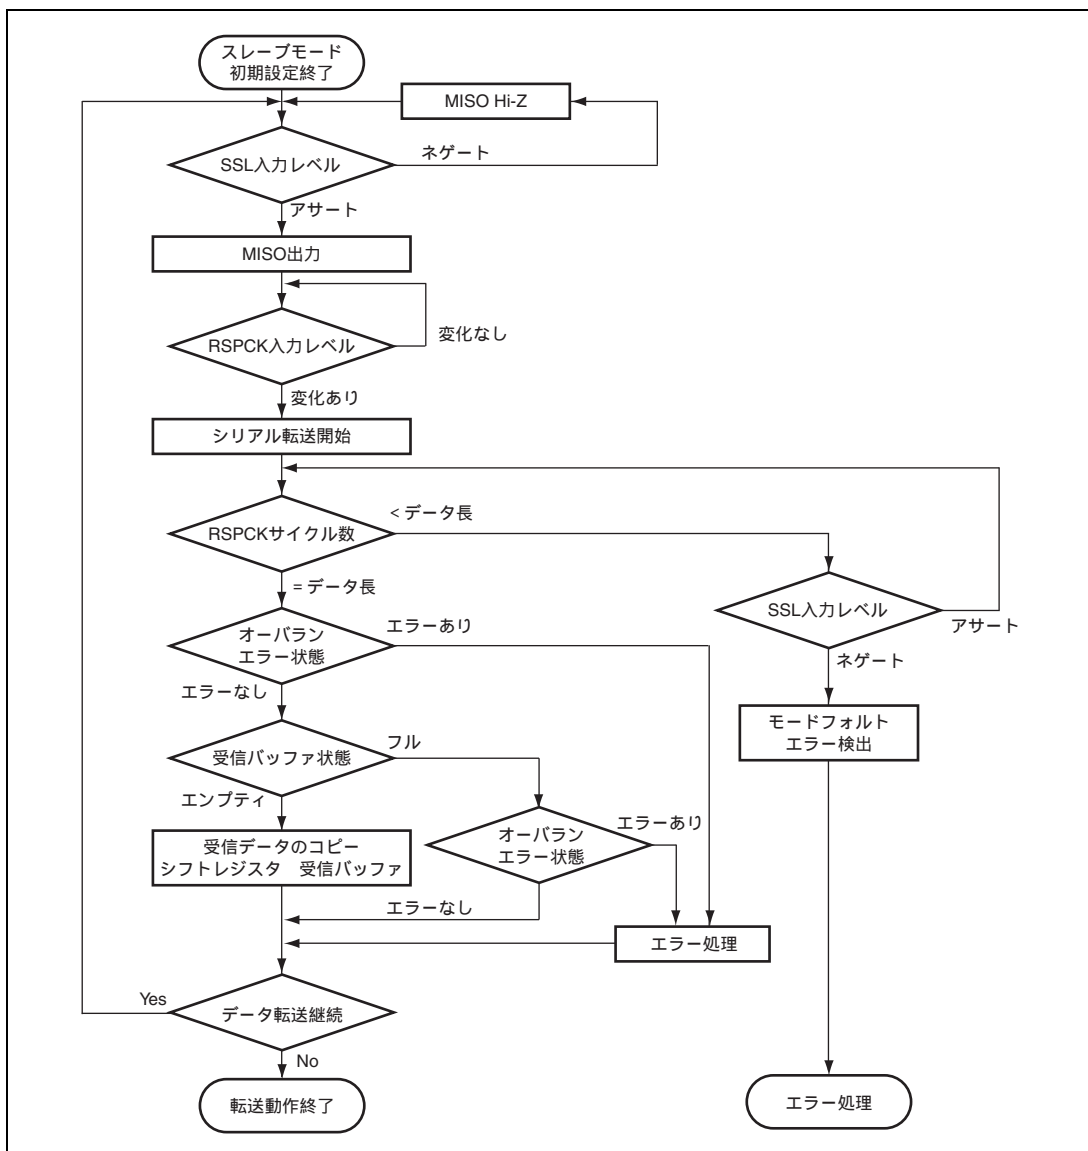 スレーブモード
初期設定終了
MISO Hi-Z
ネゲート
SSL入力レベル
アサート
MISO出力
RSPCK入力レベル
変化なし
変化あり
シリアル転送開始
< データ長
RSPCKサイクル数
= データ長
SSL入力レベル
アサート
ネゲート
オーバラン
エラー状態
エラーあり
エラーなし
モードフォルト
エラー検出
受信バッファ状態
フル
エンプティ
受信データのコピー
シフトレジスタ 受信バッファ
オーバラン
エラー状態
エラーあり
エラーなし
エラー処理
Yes
データ転送継続
No
転送動作終了
エラー処理